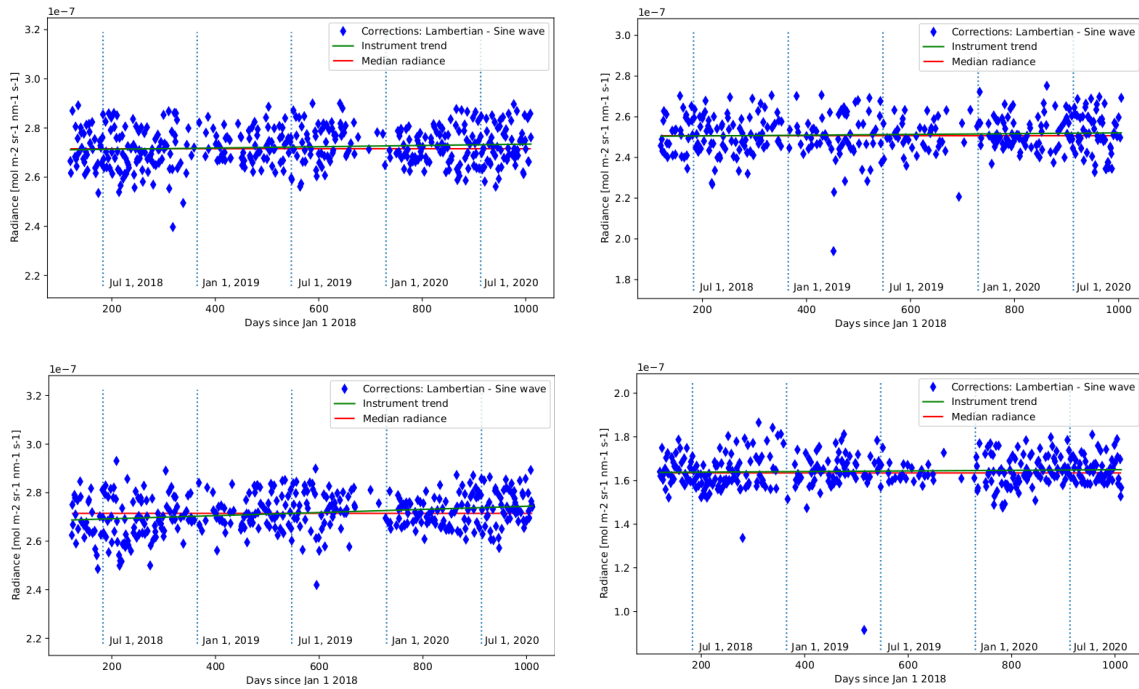 1e−7
3.2
3.0
2.8
2.6
2.4
2.2
Radiance [mol m-2 sr-1 nm-1 s-1]
Corrections: Lambertian - Sine wave
Instrument trend
Median radiance
Jul 1, 2018
Jan 1, 2019
Jul 1, 2019
Jan 1, 2020
Jul 1, 2020
200 400 600 800 1000
Days since Jan 1 2018
1e−7
3.0
2.8
2.6
2.4
2.2
2.0
1.8
Radiance [mol m-2 sr-1 nm-1 s-1]
Corrections: Lambertian - Sine wave
Instrument trend
Median radiance
Jul 1, 2018
Jan 1, 2019
Jul 1, 2019
Jan 1, 2020
Jul 1, 2020
200 400 600 800 1000
Days since Jan 1 2018
1e−7
3.2
3.0
2.8
2.6
2.4
2.2
Radiance [mol m-2 sr-1 nm-1 s-1]
Corrections: Lambertian - Sine wave
Instrument trend
Median radiance
Jul 1, 2018
Jan 1, 2019
Jul 1, 2019
Jan 1, 2020
Jul 1, 2020
200 400 600 800 1000
Days since Jan 1 2018
1e−7
2.0
1.8
1.6
1.4
1.2
1.0
Radiance [mol m-2 sr-1 nm-1 s-1]
Corrections: Lambertian - Sine wave
Instrument trend
Median radiance
Jul 1, 2018
Jan 1, 2019
Jul 1, 2019
Jan 1, 2020
Jul 1, 2020
200 400 600 800 1000
Days since Jan 1 2018